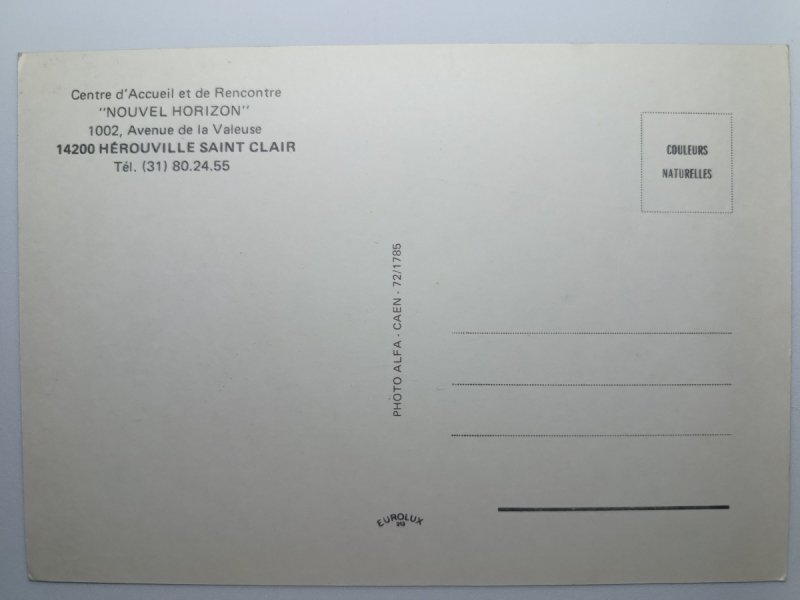 Centre d'Accueil et de Rencontre
"NOUVEL HORIZON"
1002, Avenue de la Valeuse
14200 HÉROUVILLE SAINT CLAIR
Tél. (31) 80.24.55
COULEURS
NATURELLES
PHOTO ALFA - CAEN - 72/1785
EUROLUX